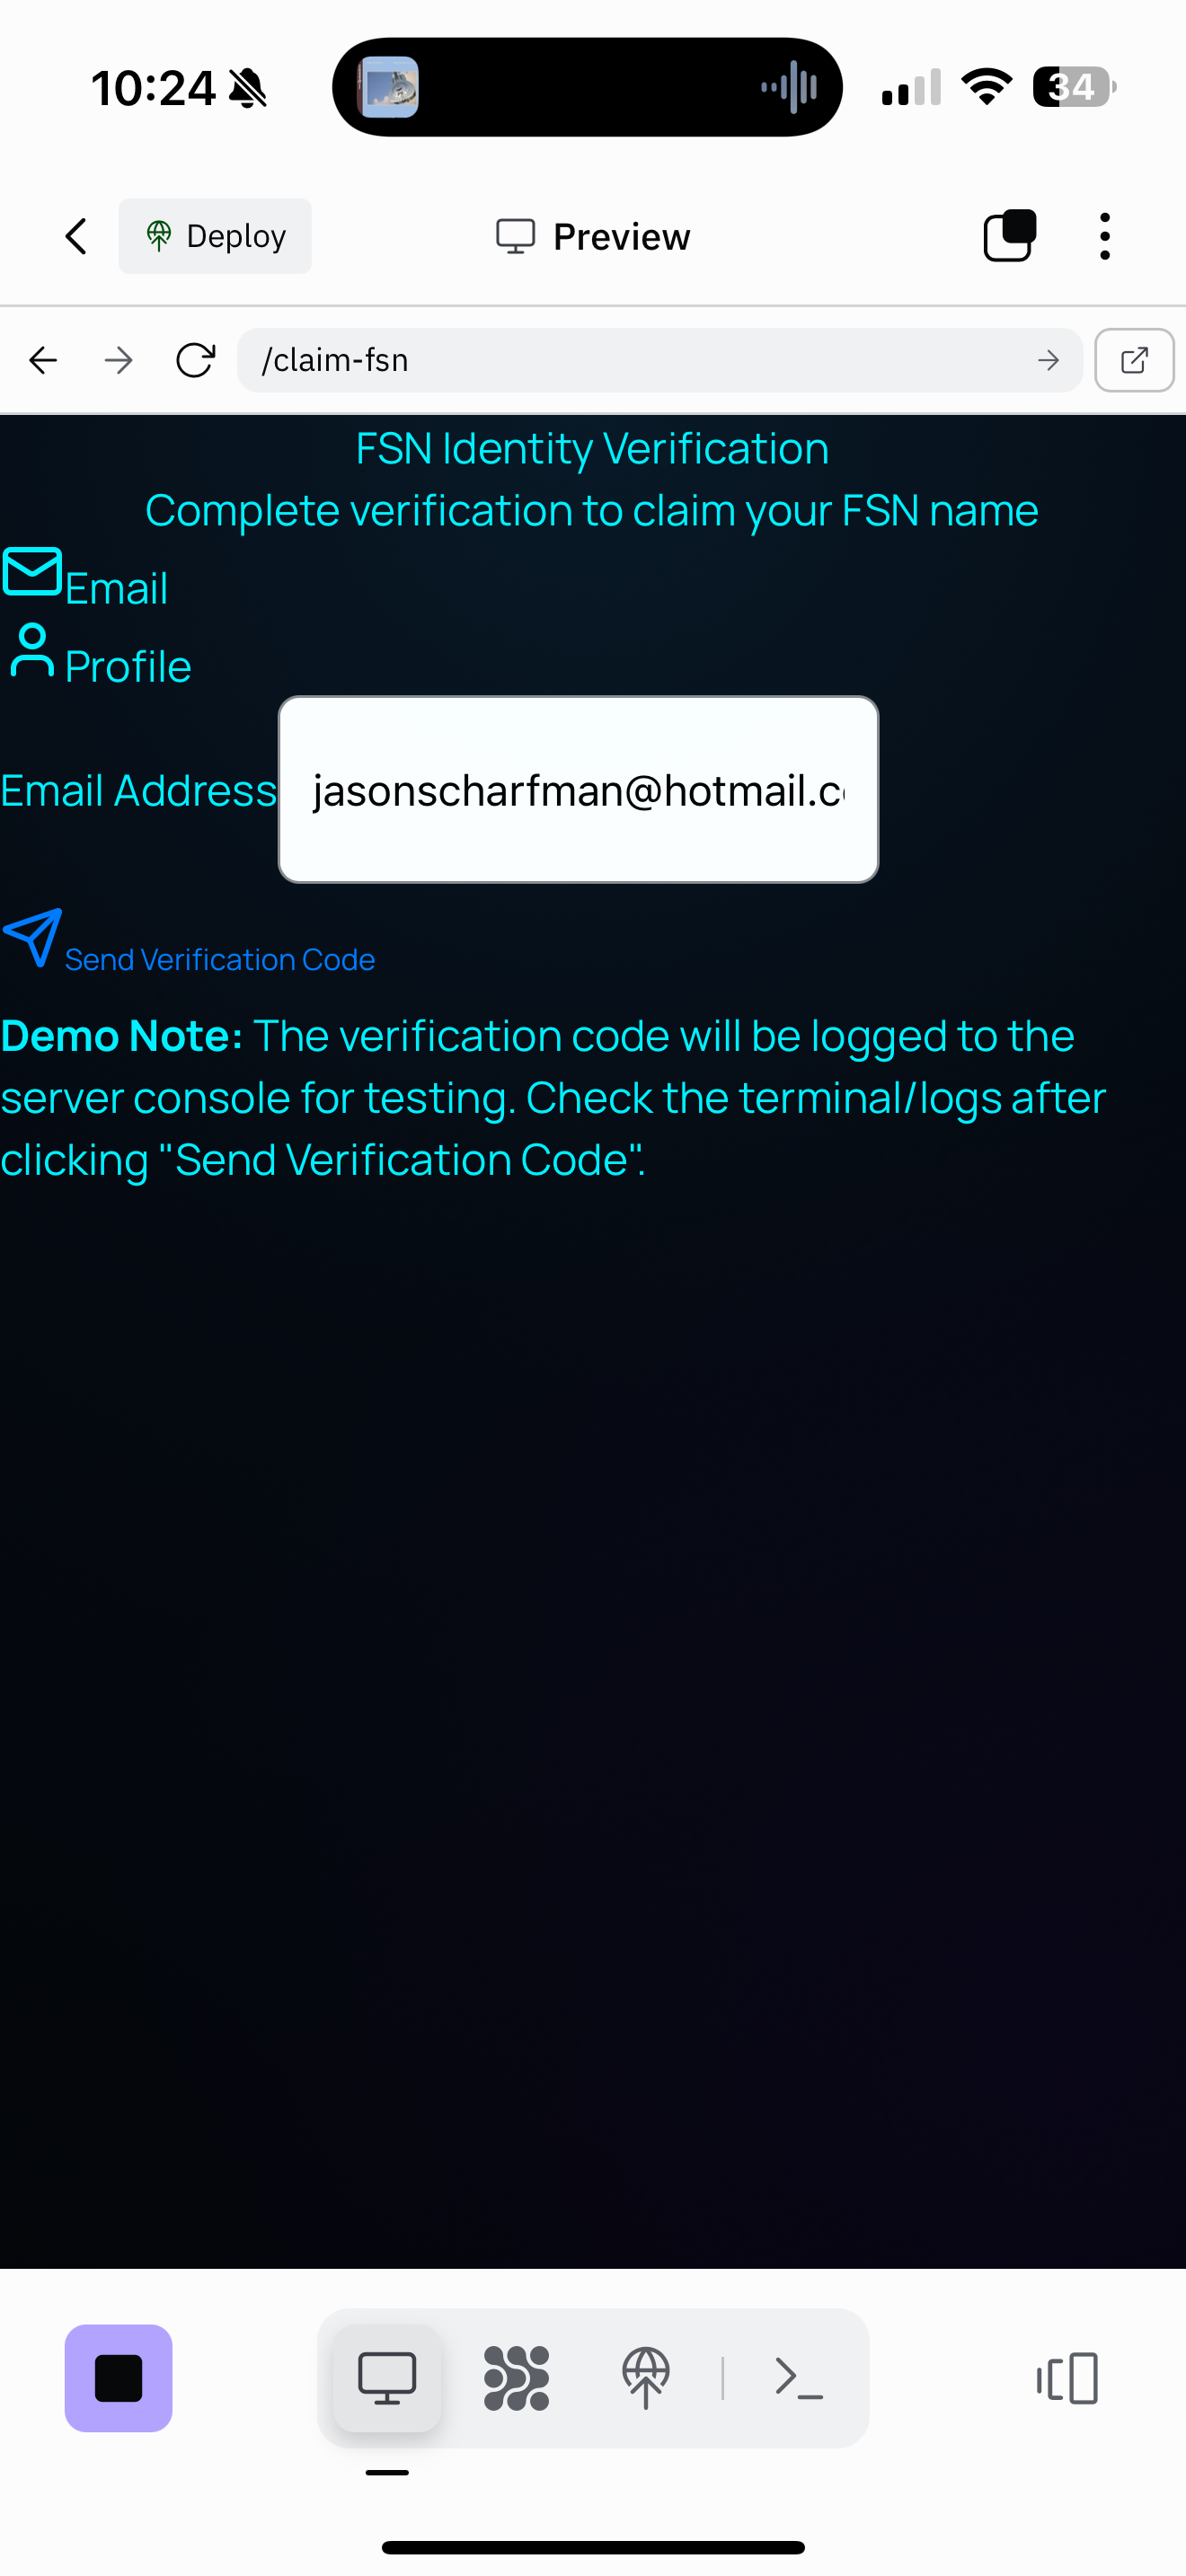 10:24
34
Deploy
Preview
/claim-fsn
FSN Identity Verification
Complete verification to claim your FSN name
Email
Profile
Email Address
jasonscharfman@hotmail.c
Send Verification Code
Demo Note: The verification code will be logged to the
server console for testing. Check the terminal/logs after
clicking "Send Verification Code".